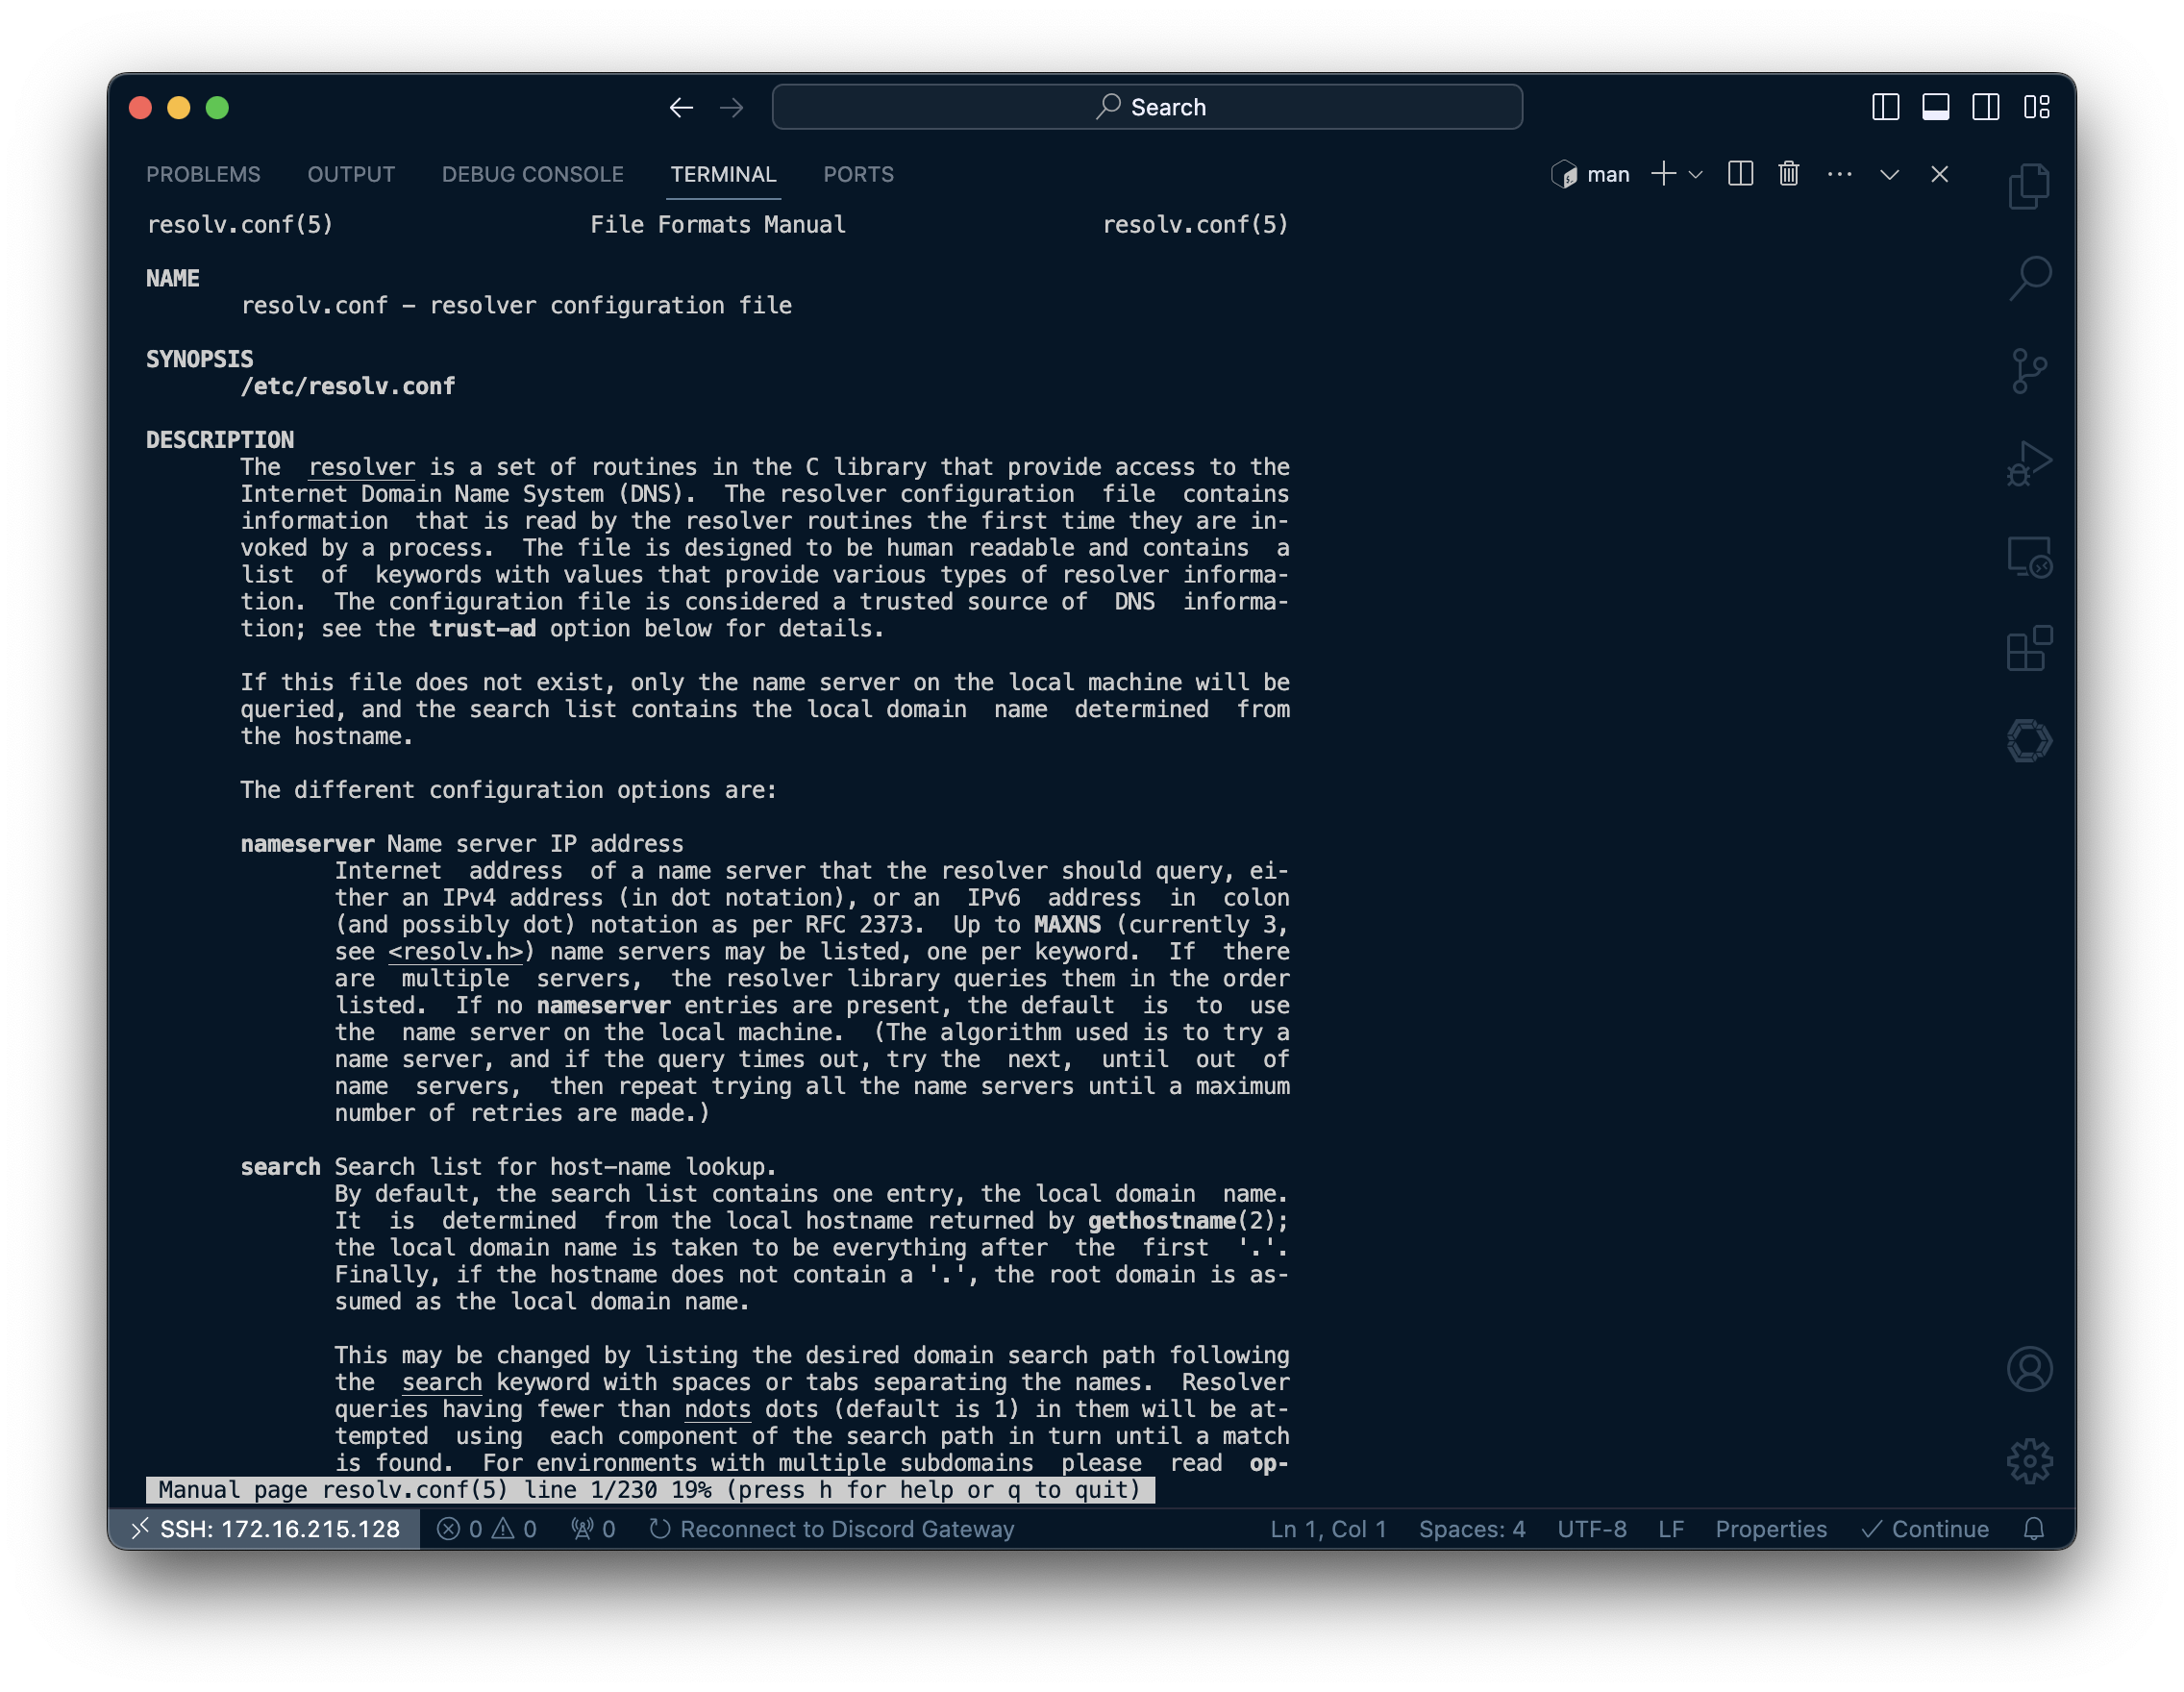 Search
PROBLEMS OUTPUT DEBUG CONSOLE TERMINAL PORTS man
resolv.conf(5) File Formats Manual resolv.conf(5)
NAME
resolv.conf – resolver configuration file
SYNOPSIS
/etc/resolv.conf
DESCRIPTION
The resolver is a set of routines in the C library that provide access to the
Internet Domain Name System (DNS). The resolver configuration file contains
information that is read by the resolver routines the first time they are in-
voked by a process. The file is designed to be human readable and contains a
list of keywords with values that provide various types of resolver informa-
tion. The configuration file is considered a trusted source of DNS informa-
tion; see the trust-ad option below for details.
If this file does not exist, only the name server on the local machine will be
queried, and the search list contains the local domain name determined from
the hostname.
The different configuration options are:
nameserver Name server IP address
Internet address of a name server that the resolver should query, ei-
ther an IPv4 address (in dot notation), or an IPv6 address in colon
(and possibly dot) notation as per RFC 2373. Up to MAXNS (currently 3,
see <resolv.h>) name servers may be listed, one per keyword. If there
are multiple servers, the resolver library queries them in the order
listed. If no nameserver entries are present, the default is to use
the name server on the local machine. (The algorithm used is to try a
name server, and if the query times out, try the next, until out of
name servers, then repeat trying all the name servers until a maximum
number of retries are made.)
search Search list for host-name lookup.
By default, the search list contains one entry, the local domain name.
It is determined from the local hostname returned by gethostname(2);
the local domain name is taken to be everything after the first '.'.
Finally, if the hostname does not contain a '.', the root domain is as-
sumed as the local domain name.
This may be changed by listing the desired domain search path following
the search keyword with spaces or tabs separating the names. Resolver
queries having fewer than ndots dots (default is 1) in them will be at-
tempted using each component of the search path in turn until a match
is found. For environments with multiple subdomains please read op-
Manual page resolv.conf(5) line 1/230 19% (press h for help or q to quit)
SSH: 172.16.215.128 0 0 0 Reconnect to Discord Gateway Ln 1, Col 1 Spaces: 4 UTF-8 LF Properties Continue